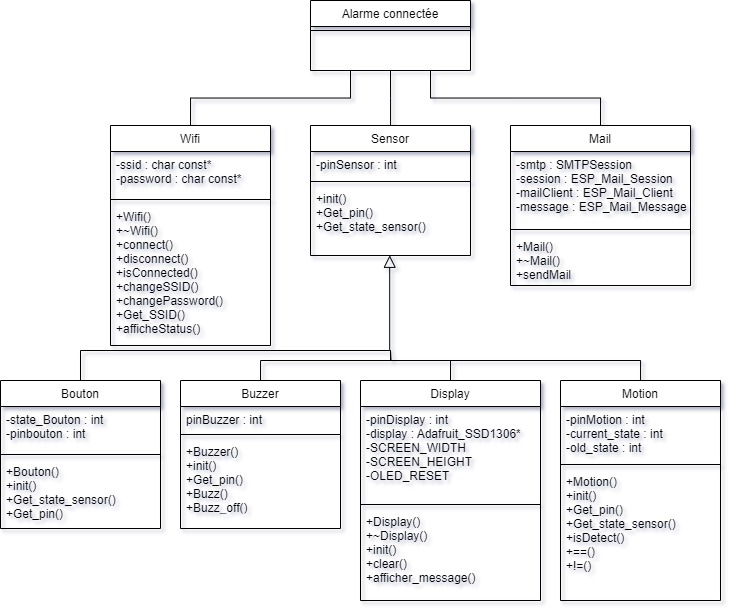 Alarme connectée
Wifi
-ssid : char const*
-password : char const*
+Wifi()
+~Wifi()
+connect()
+disconnect()
+isConnected()
+changeSSID()
+changePassword()
+Get_SSID()
+afficheStatus()
Sensor
-pinSensor : int
+init()
+Get_pin()
+Get_state_sensor()
Mail
-smtp : SMTPSession
-session : ESP_Mail_Session
-mailClient : ESP_Mail_Client
-message : ESP_Mail_Message
+Mail()
+~Mail()
+sendMail
Bouton
-state_Bouton : int
-pinbouton : int
+Bouton()
+init()
+Get_state_sensor()
+Get_pin()
Buzzer
pinBuzzer : int
+Buzzer()
+init()
+Get_pin()
+Buzz()
+Buzz_off()
Display
-pinDisplay : int
-display : Adafruit_SSD1306*
-SCREEN_WIDTH
-SCREEN_HEIGHT
-OLED_RESET
+Display()
+~Display()
+init()
+clear()
+afficher_message()
Motion
-pinMotion : int
-current_state : int
-old_state : int
+Motion()
+init()
+Get_pin()
+Get_state_sensor()
+isDetect()
+==()
+!=()